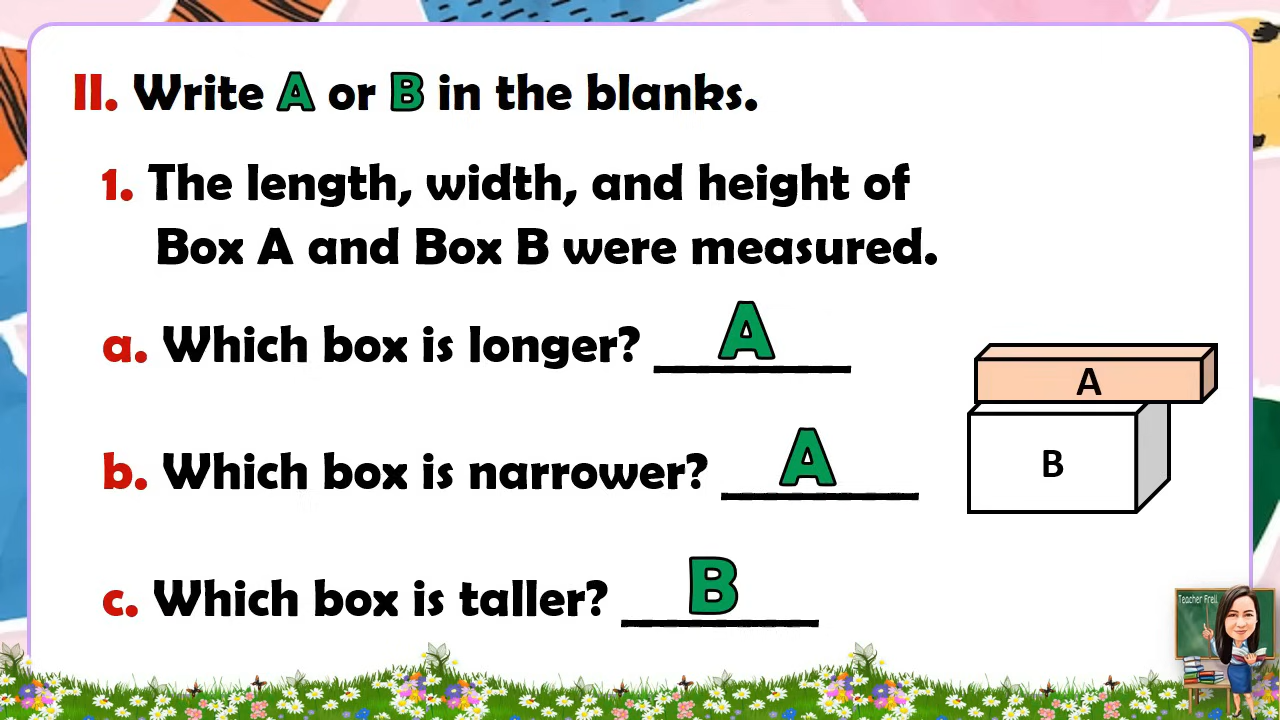 II. Write A or B in the blanks.
1. The length, width, and height of
Box A and Box B were measured.
a. Which box is longer? A
b. Which box is narrower? A
c. Which box is taller? B
A
B
Teacher Frell